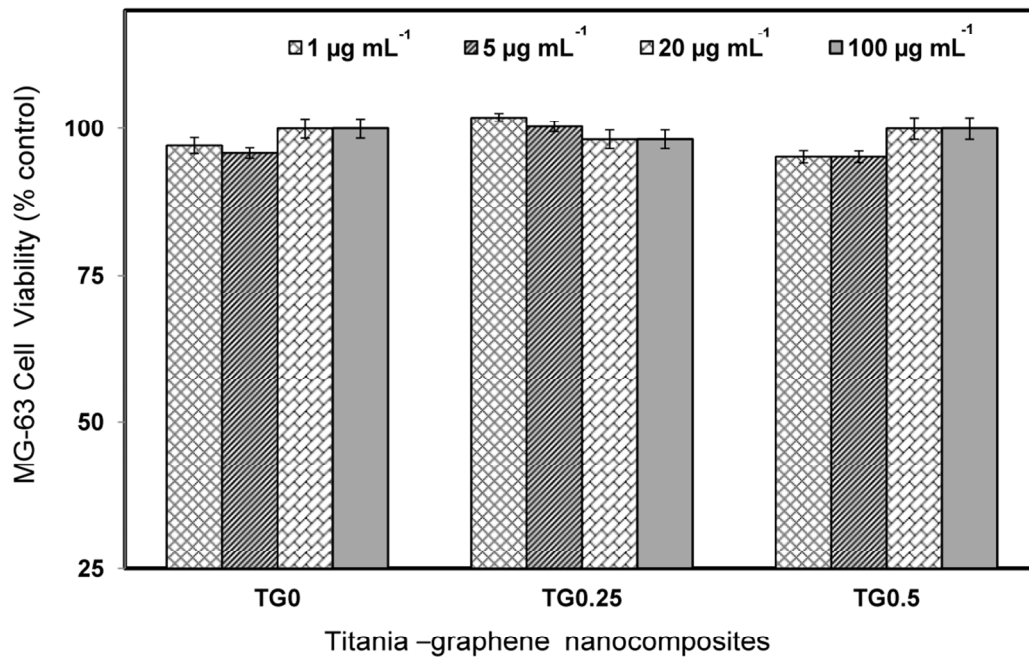 1 µg mL⁻¹ 5 µg mL⁻¹ 20 µg mL⁻¹ 100 µg mL⁻¹
MG-63 Cell Viability (% control)
100
75
50
25
TG0 TG0.25 TG0.5
Titania –graphene nanocomposites